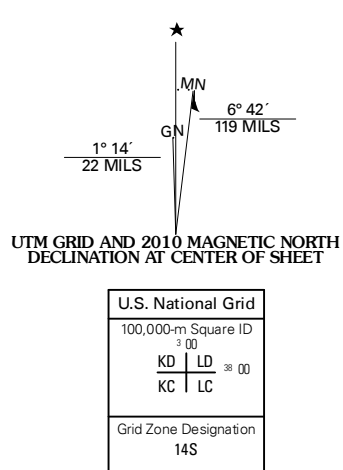 ★
MN
GN
6° 42´
119 MILS
1° 14´
22 MILS
UTM GRID AND 2010 MAGNETIC NORTH
DECLINATION AT CENTER OF SHEET
U.S. National Grid
100,000-m Square ID
3 00
KD LD 38 00
KC LC
Grid Zone Designation
14S